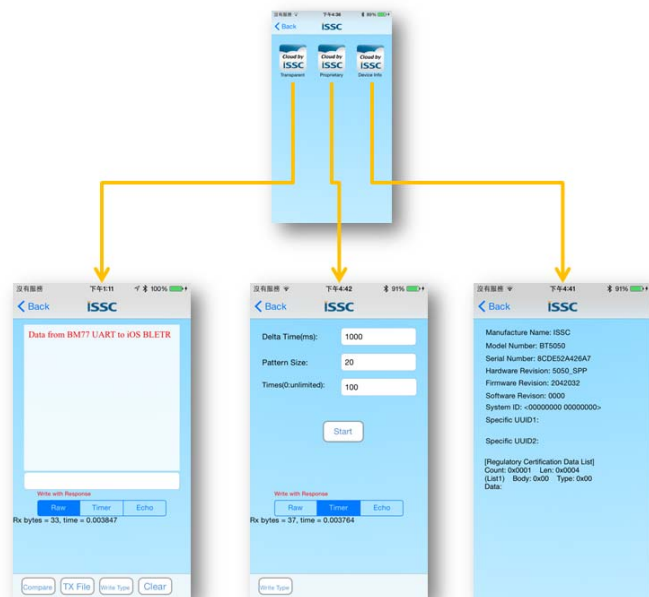 沒有服務 下午4:38 91%
Back ISSC
Cloud by ISSC Cloud by ISSC Cloud by ISSC
Transparent Proprietary Device Info
沒有服務 下午1:11 100%
Back ISSC
Data from BM77 UART to iOS BLETR
Write with Response
Raw Timer Echo
Rx bytes = 33, time = 0.003847
Compare TX File Write Type Clear
沒有服務 下午4:42 91%
Back ISSC
Delta Time(ms): 1000
Pattern Size: 20
Times(0:unlimited): 100
Start
Write with Response
Raw Timer Echo
Rx bytes = 37, time = 0.003764
Write Type
沒有服務 下午4:41 91%
Back ISSC
Manufacture Name: ISSC
Model Number: BT5050
Serial Number: 8CDE52A426A7
Hardware Revision: 5050_SPP
Firmware Revision: 2042032
Software Revison: 0000
System ID: <00000000 00000000>
Specific UUID1:
Specific UUID2:
[Regulatory Certification Data List]
Count: 0x0001 Len: 0x0004
(List1) Body: 0x00 Type: 0x00
Data: